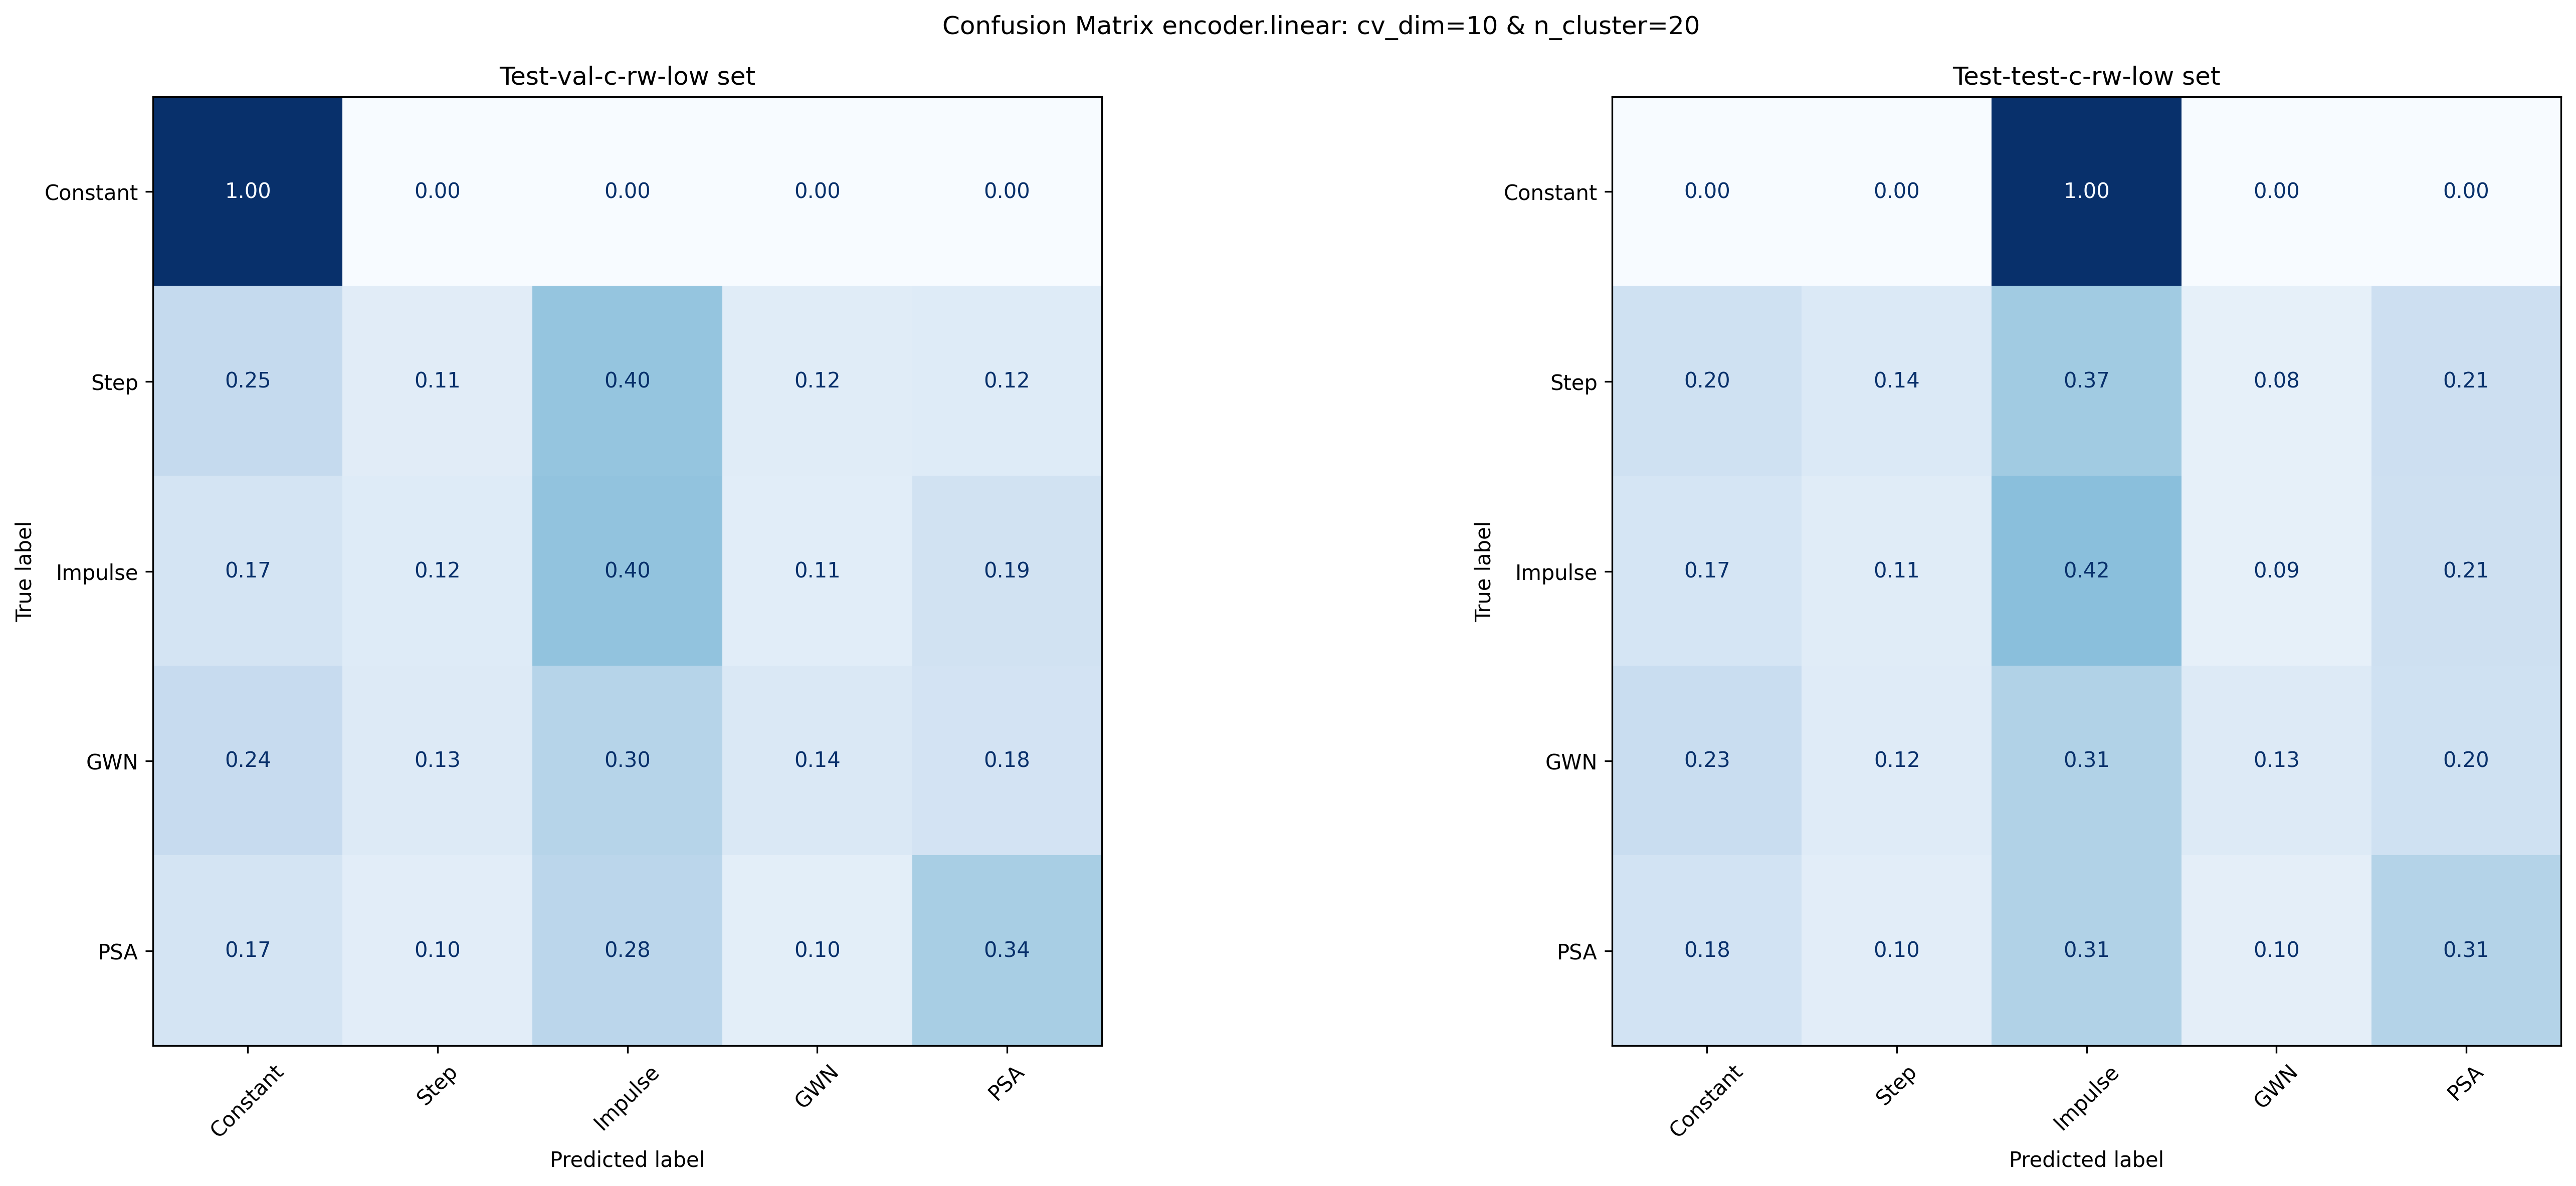 Confusion Matrix encoder.linear: cv_dim=10 & n_cluster=20
Test-val-c-rw-low set
True label
Constant 1.00 0.00 0.00 0.00 0.00
Step 0.25 0.11 0.40 0.12 0.12
Impulse 0.17 0.12 0.40 0.11 0.19
GWN 0.24 0.13 0.30 0.14 0.18
PSA 0.17 0.10 0.28 0.10 0.34
Constant Step Impulse GWN PSA
Predicted label
Test-test-c-rw-low set
True label
Constant 0.00 0.00 1.00 0.00 0.00
Step 0.20 0.14 0.37 0.08 0.21
Impulse 0.17 0.11 0.42 0.09 0.21
GWN 0.23 0.12 0.31 0.13 0.20
PSA 0.18 0.10 0.31 0.10 0.31
Constant Step Impulse GWN PSA
Predicted label